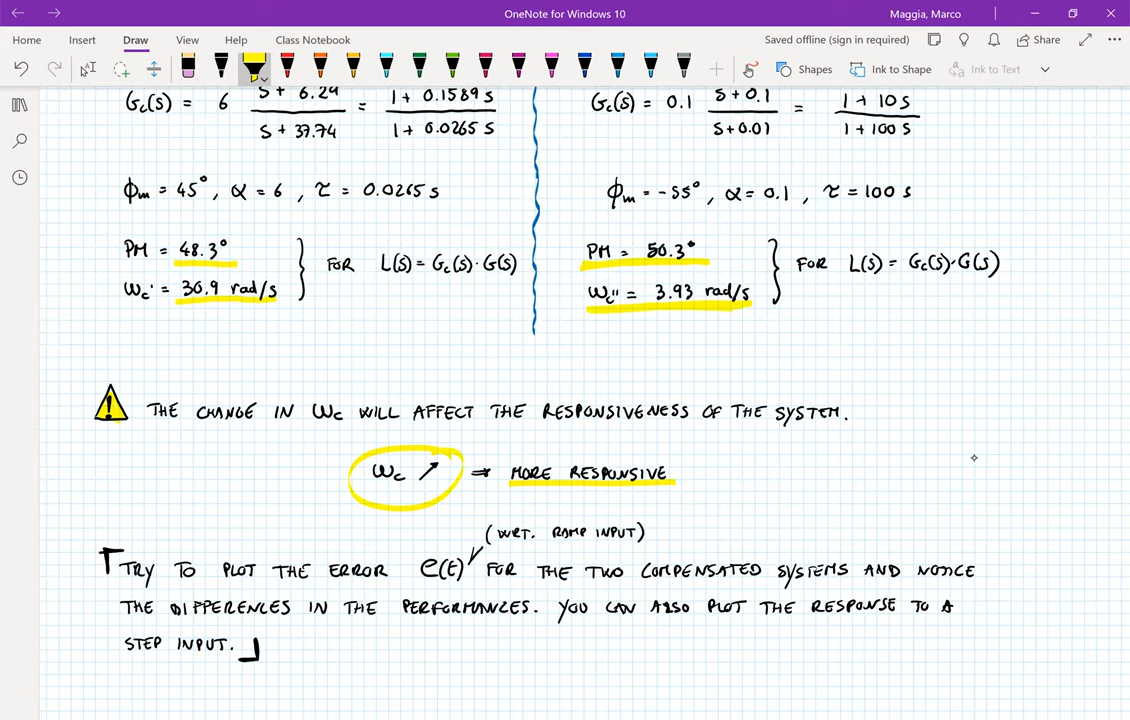 OneNote for Windows 10
Maggia, Marco
Home Insert Draw View Help Class Notebook
Saved offline (sign in required)
Share
Shapes
Ink to Shape
Ink to Text
Gc(s) = 6 (s + 6.29)/(s + 37.74) = (1 + 0.1589 s)/(1 + 0.0265 s)
ϕm = 45°, α = 6, τ = 0.0265 s
PM = 48.3°
ωc' = 30.9 rad/s
FOR L(s) = Gc(s)·G(s)
Gc(s) = 0.1 (s + 0.1)/(s + 0.01) = (1 + 10 s)/(1 + 100 s)
ϕm = -55°, α = 0.1, τ = 100 s
PM = 50.3°
ωc'' = 3.93 rad/s
FOR L(s) = Gc(s)·G(s)
! THE CHANGE IN ωc WILL AFFECT THE RESPONSIVENESS OF THE SYSTEM.
ωc ↗ ⇒ MORE RESPONSIVE
(WRT. RAMP INPUT)
TRY TO PLOT THE ERROR e(t) FOR THE TWO COMPENSATED SYSTEMS AND NOTICE
THE DIFFERENCES IN THE PERFORMANCES. YOU CAN ALSO PLOT THE RESPONSE TO A
STEP INPUT.